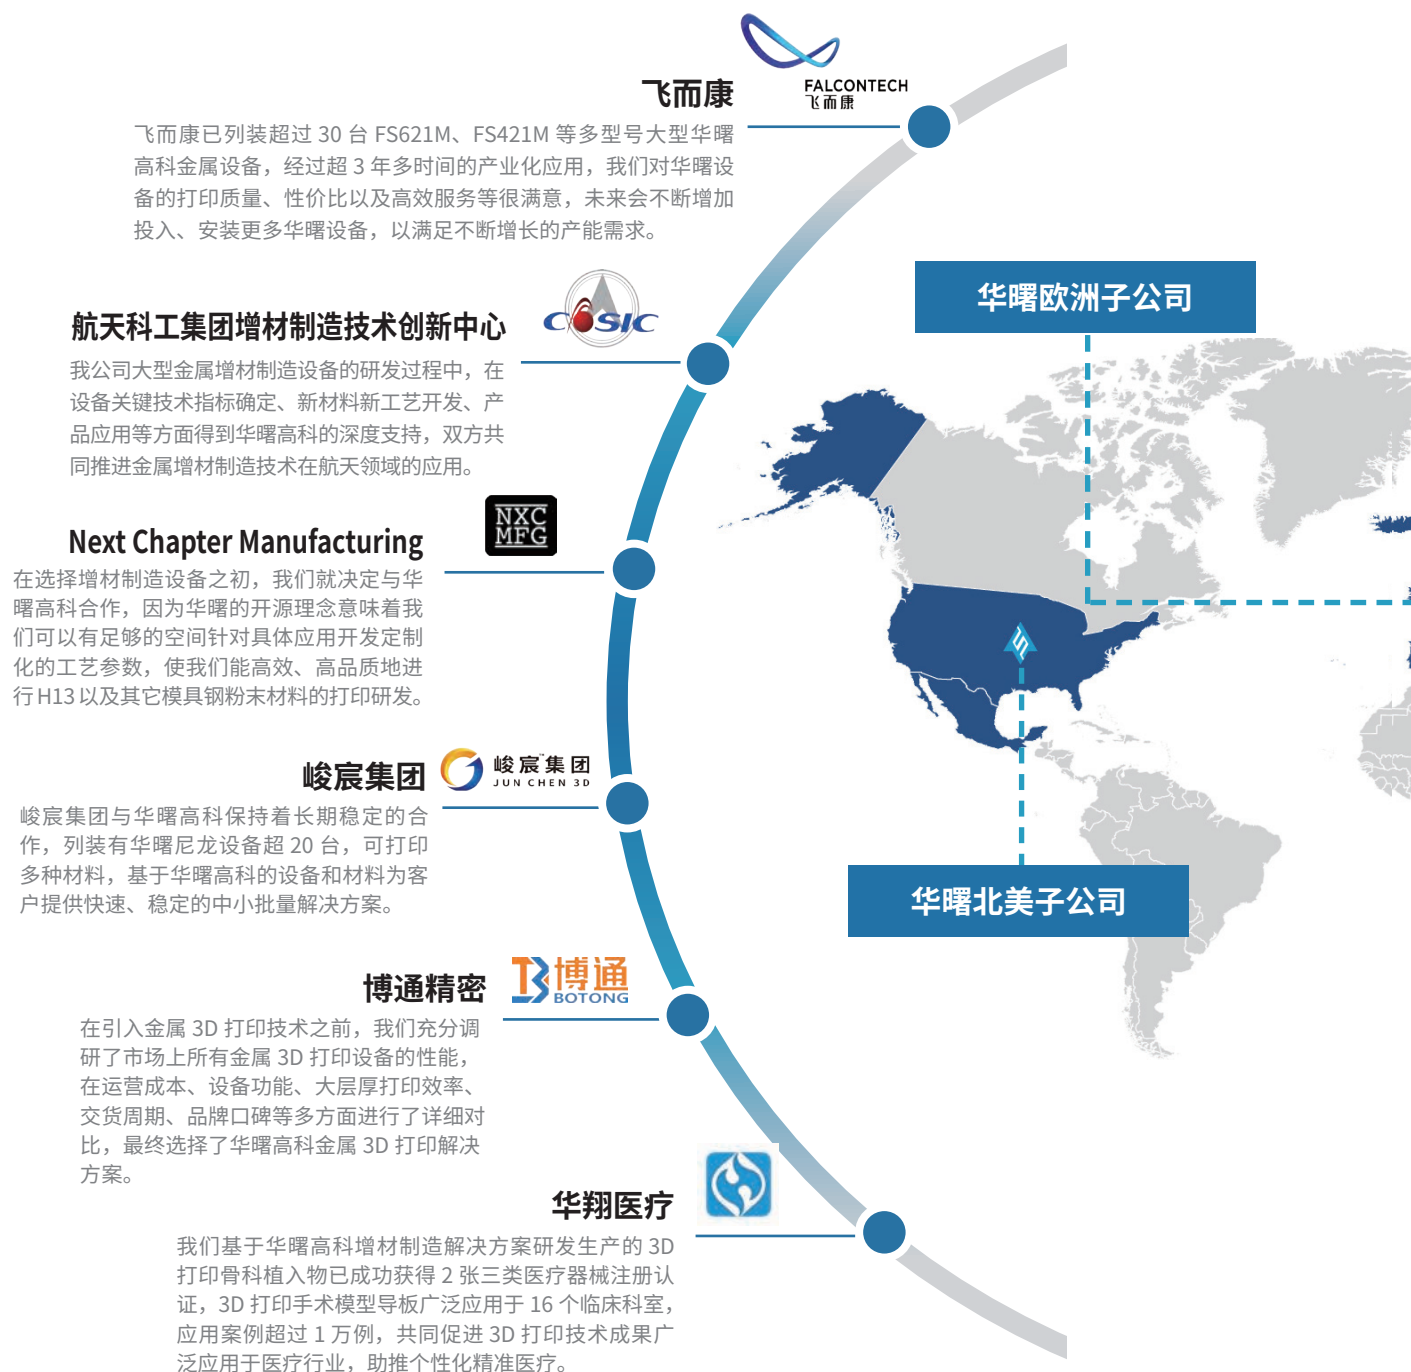 FALCONTECH
飞而康
飞而康
飞而康已列装超过 30 台 FS621M、FS421M 等多型号大型华曙
高科金属设备，经过超 3 年多时间的产业化应用，我们对华曙设
备的打印质量、性价比以及高效服务等很满意，未来会不断增加
投入、安装更多华曙设备，以满足不断增长的产能需求。
华曙欧洲子公司
CASIC
航天科工集团增材制造技术创新中心
我公司大型金属增材制造设备的研发过程中，在
设备关键技术指标确定、新材料新工艺开发、产
品应用等方面得到华曙高科的深度支持，双方共
同推进金属增材制造技术在航天领域的应用。
NXC
MFG
Next Chapter Manufacturing
在选择增材制造设备之初，我们就决定与华
曙高科合作，因为华曙的开源理念意味着我
们可以有足够的空间针对具体应用开发定制
化的工艺参数，使我们能高效、高品质地进
行H13以及其它模具钢粉末材料的打印研发。
峻宸集团
峻宸集团
JUN CHEN 3D
峻宸集团与华曙高科保持着长期稳定的合
作，列装有华曙尼龙设备超 20 台，可打印
多种材料，基于华曙高科的设备和材料为客
户提供快速、稳定的中小批量解决方案。
华曙北美子公司
博通精密
博通
BOTONG
在引入金属 3D 打印技术之前，我们充分调
研了市场上所有金属 3D 打印设备的性能，
在运营成本、设备功能、大层厚打印效率、
交货周期、品牌口碑等多方面进行了详细对
比，最终选择了华曙高科金属 3D 打印解决
方案。
华翔医疗
我们基于华曙高科增材制造解决方案研发生产的 3D
打印骨科植入物已成功获得 2 张三类医疗器械注册认
证，3D 打印手术模型导板广泛应用于 16 个临床科室，
应用案例超过 1 万例，共同促进 3D 打印技术成果广
泛应用于医疗行业，助推个性化精准医疗。